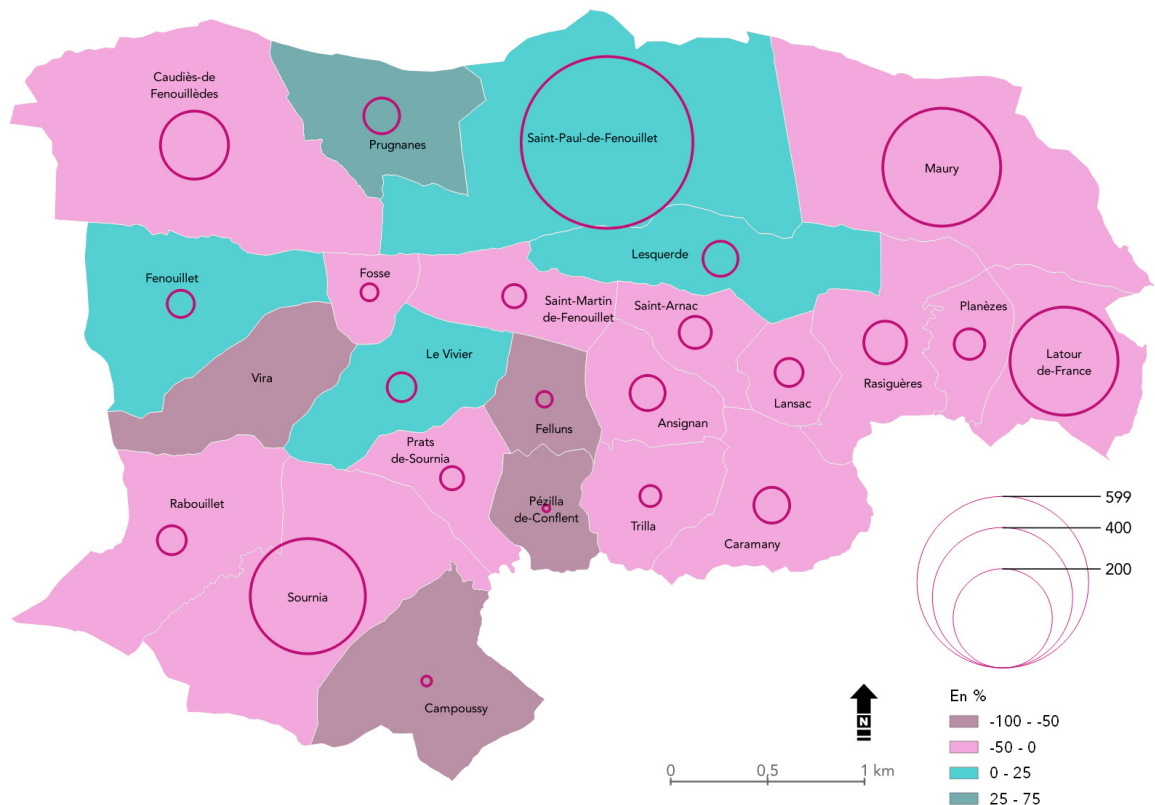 Caudiès-de
Fenouillèdes
Prugnanes
Saint-Paul-de-Fenouillet
Maury
Lesquerde
Fenouillet
Fosse
Saint-Martin
de-Fenouillet
Saint-Arnac
Planèzes
Latour
de-France
Le Vivier
Vira
Lansac
Rasiguères
Felluns
Ansignan
Prats
de-Sournia
Rabouillet
Pézilla
de-Conflent
Trilla
Caramany
Sournia
Campoussy
599
400
200
N
En %
-100 - -50
-50 - 0
0 - 25
25 - 75
0
0,5
1 km